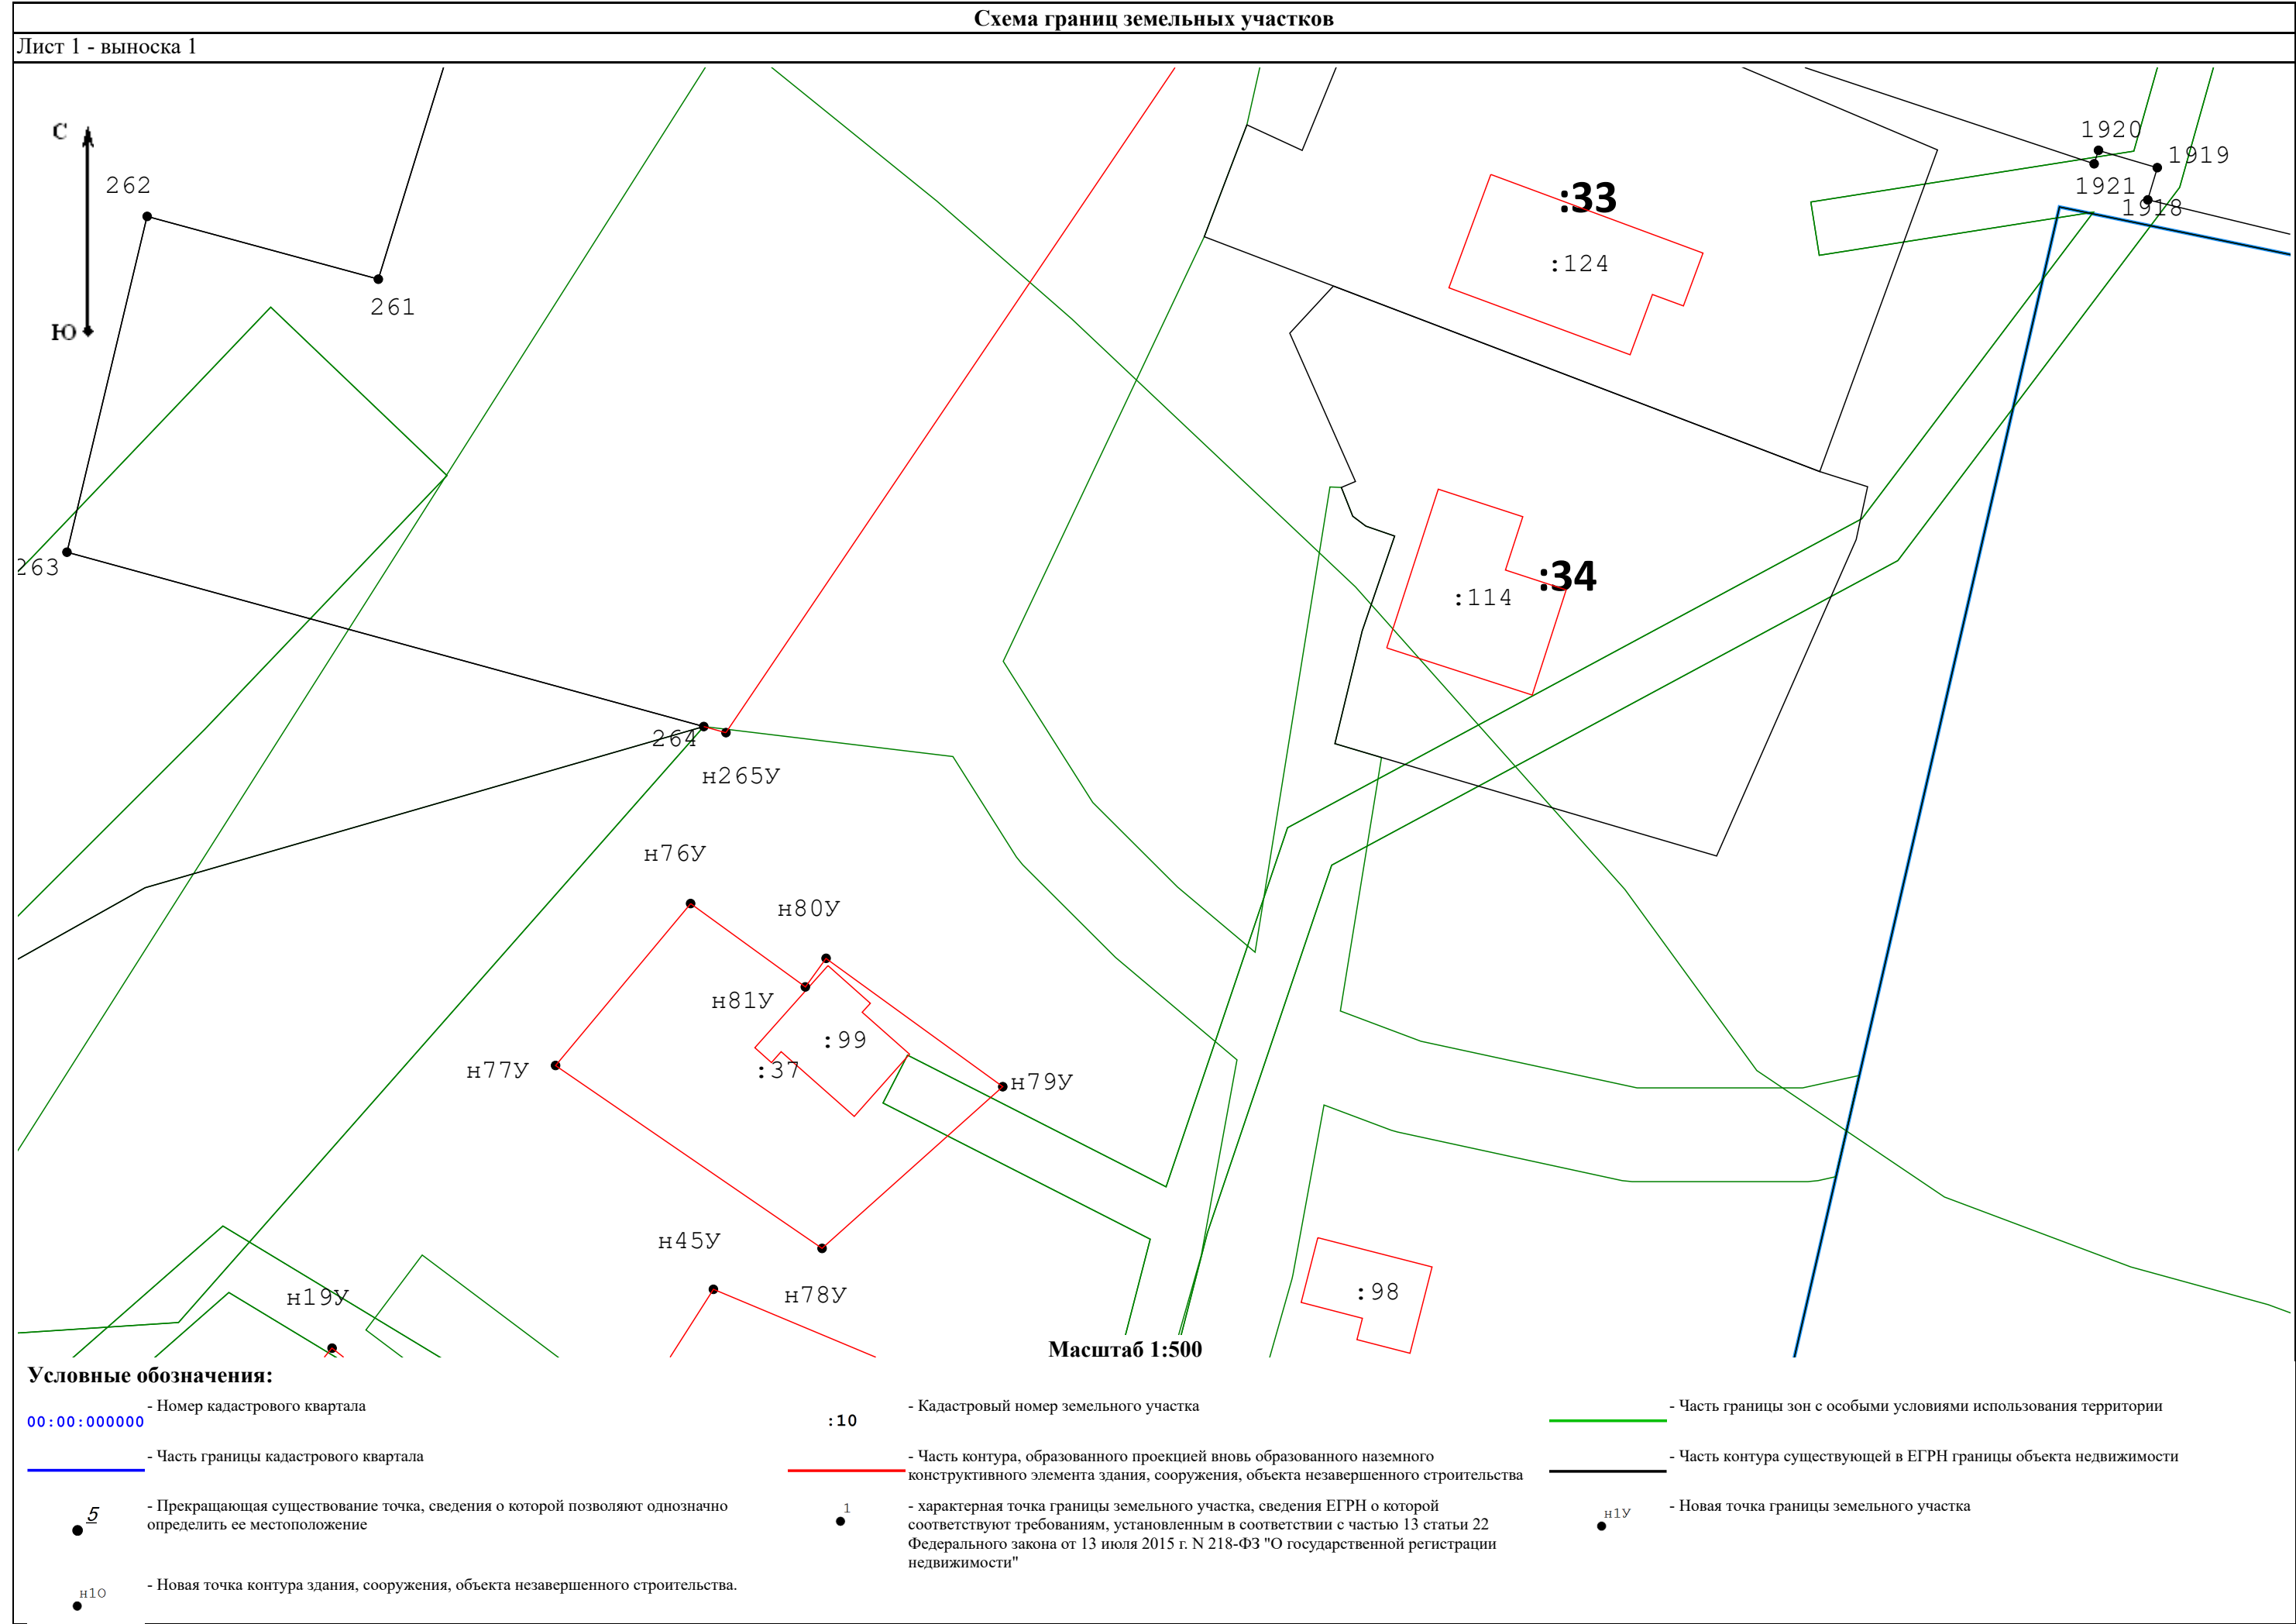 Схема границ земельных участков
Лист 1 - выноска 1
С
Ю
262
261
263
264
н265У
:33
:124
1920
1919
1921
1918
:34
:114
н76У
н80У
н81У
:99
:37
н77У
н79У
н45У
н78У
н19У
:98
Масштаб 1:500
Условные обозначения:
00:00:000000 - Номер кадастрового квартала
:10 - Кадастровый номер земельного участка
- Часть границы зон с особыми условиями использования территории
- Часть границы кадастрового квартала
- Часть контура, образованного проекцией вновь образованного наземного
конструктивного элемента здания, сооружения, объекта незавершенного строительства
- Часть контура существующей в ЕГРН границы объекта недвижимости
5 - Прекращающая существование точка, сведения о которой позволяют однозначно
определить ее местоположение
1 - характерная точка границы земельного участка, сведения ЕГРН о которой
соответствуют требованиям, установленным в соответствии с частью 13 статьи 22
Федерального закона от 13 июля 2015 г. N 218-ФЗ "О государственной регистрации
недвижимости"
н1У - Новая точка границы земельного участка
н1О - Новая точка контура здания, сооружения, объекта незавершенного строительства.